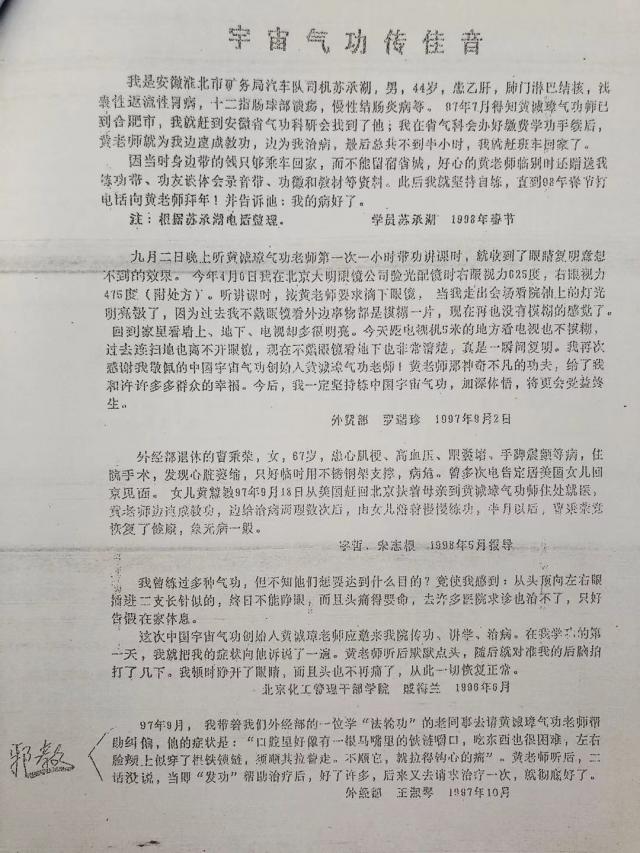 宇宙气功传佳音
我是安徽淮北市矿务局汽车队司机苏承湖，男，44岁，患乙肝，肺门淋巴结核，浅
囊性返流性胃病，十二指肠球部溃疡，慢性结肠炎病等。97年7月得知黄诚璋气功师已
到合肥市，我就赶到安徽省气功科研会找到了他；我在省气科会办好缴费学功手续后，
黄老师就为我边速成教功，边为我治病，最后总共不到半小时，我就赶班车回家了。
因当时身边带的钱只够乘车回家，而不能留宿省城，好心的黄老师临别时还赠送我
练功带、功友谈体会录音带、功徽和教材等资料。此后我就坚持自练，直到98年春节打
电话向黄老师拜年！并告诉他：我的病好了。
注：根据苏承湖电话整理。 学员苏承湖 1998年春节
九月二日晚上听黄诚璋气功老师第一次一小时带功讲课时，就收到了眼睛复明意想
不到的效果。今年4月6日我在北京大明眼镜公司验光配镜时右眼视力625度，右眼视力
475度（附处方）。听讲课时，按黄老师要求滴下眼镜，当我走出会场看院灿上的灯光
明亮极了，因为过去我不戴眼镜看外边事物都是模糊一片，现在再也没有模糊的感觉了。
回到家里看墙上、地下、电视却多很明亮。今天距电视机5米的地方看电视也不模糊，
过去连扫地也离不开眼镜，现在不戴眼镜看地下也非常清楚，真是一瞬间复明。我再次
感谢我敬佩的中国宇宙气功创始人黄诚璋气功老师！黄老师那神奇不凡的功夫，给了我
和许许多多群众的幸福。今后，我一定坚持练中国宇宙气功，加深体悟，将更会受益终
生。
外贸部 罗瑞珍 1997年9月2日
外经部退休的曹秉荣，女，67岁，患心肌梗、高血压、胆囊增、手脚震颤等病，住
院手术，发现心脏萎缩，只好临时用不锈钢架支撑，病危。曾多次电告定居美国女儿回
京见面。女儿黄慧敏97年9月18日从美国赶回北京扶着母亲到黄诚璋气功师住处就医，
黄老师边速成教功，边给治病两理数次后，由女儿陪着慢慢练功，半月以后，曹秉荣竟
恢复了健康，象无病一般。
李哲、朱志根 1998年5月报导
我曾练过多种气功，但不知他们想要达到什么目的？竟使我感到：从头顶向左右眼
插进二支长针似的，终日不能睁眼，而且头痛得要命，去许多医院求诊也治不了，只好
告假在家休息。
这次中国宇宙气功创始人黄诚璋老师应邀来我院传功、讲学、治病。在我学功的第
一天，我就把我的症状向他诉说了一遍。黄老师听后默默点头，随后就对准我的后脑拍
打了几下。我顿时睁开了眼睛，而且头也不再痛了，从此一切恢复正常。
北京化工管理干部学院 戚梅兰 1996年6月
97年9月，我带着我们外经部的一位学“法轮功”的老同事去请黄诚璋气功老师帮
助纠偏，他的症状是：“口腔里好像有一根马嘴里的铁链嚼口，吃东西也很困难，左右
脸颊上似穿了把铁锁链，须顺其拉着走。不顺它，就拉得钩心的痛”。黄老师听后，二
话没说，当即“发功”帮助治疗后，好了许多，后来又去请求治疗一次，就彻底好了。
外经部 王淑琴 1997年10月